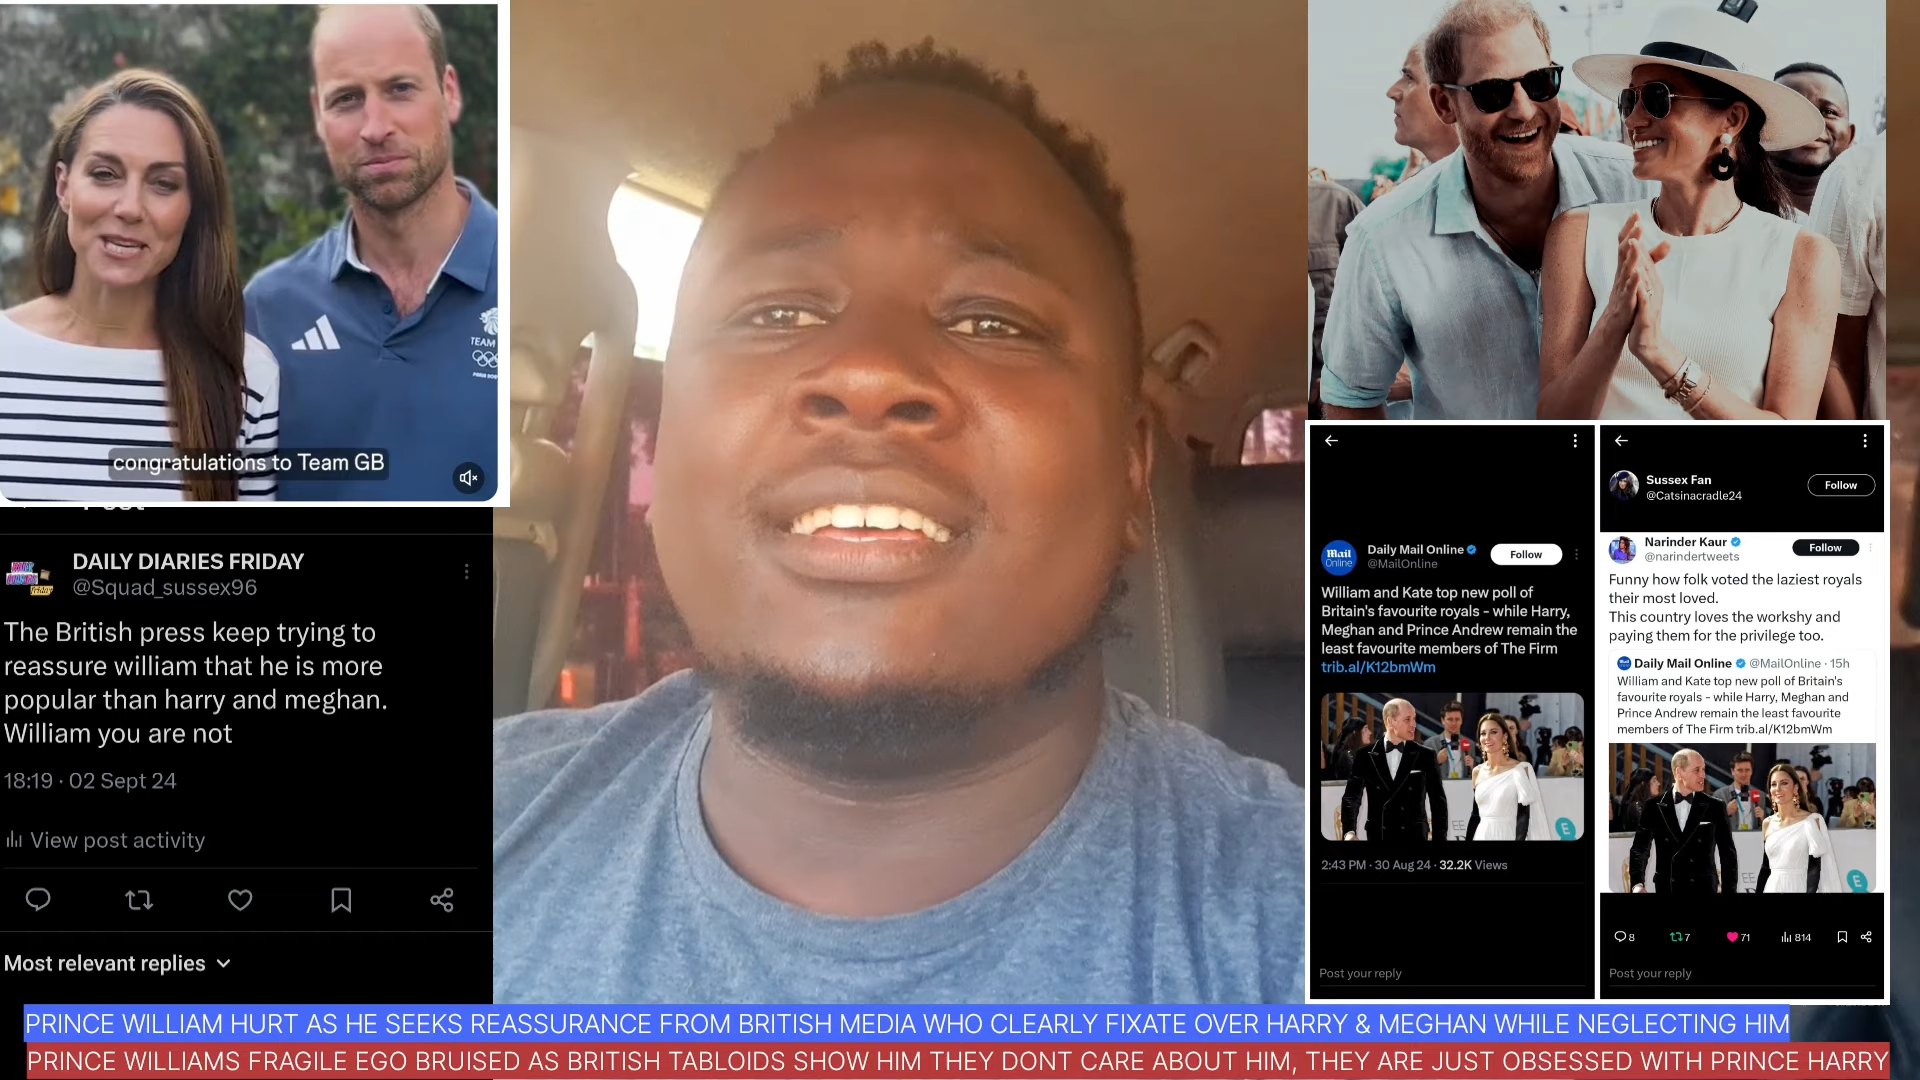 congratulations to Team GB
TEAM
DAILY DIARIES FRIDAY
@Squad_sussex96
The British press keep trying to
reassure william that he is more
popular than harry and meghan.
William you are not
18:19 · 02 Sept 24
View post activity
Most relevant replies
Mail
Online
Daily Mail Online
@MailOnline
Follow
William and Kate top new poll of
Britain's favourite royals - while Harry,
Meghan and Prince Andrew remain the
least favourite members of The Firm
trib.al/K12bmWm
EE
2:43 PM · 30 Aug 24 · 32.2K Views
Post your reply
Sussex Fan
@Catsinacradle24
Follow
Narinder Kaur
@narindertweets
Follow
Funny how folk voted the laziest royals
their most loved.
This country loves the workshy and
paying them for the privilege too.
Daily Mail Online @MailOnline · 15h
William and Kate top new poll of Britain's
favourite royals - while Harry, Meghan and
Prince Andrew remain the least favourite
members of The Firm trib.al/K12bmWm
EE
8 7 71 814
Post your reply
PRINCE WILLIAM HURT AS HE SEEKS REASSURANCE FROM BRITISH MEDIA WHO CLEARLY FIXATE OVER HARRY & MEGHAN WHILE NEGLECTING HIM
PRINCE WILLIAMS FRAGILE EGO BRUISED AS BRITISH TABLOIDS SHOW HIM THEY DONT CARE ABOUT HIM, THEY ARE JUST OBSESSED WITH PRINCE HARRY